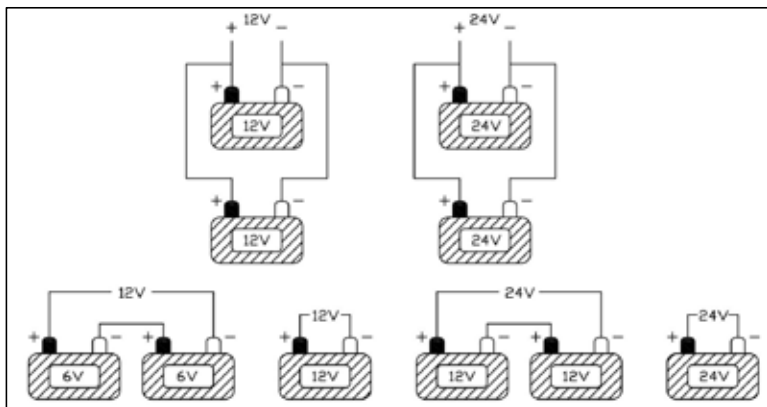 12V 24V
+ − + −
+ − + −
12V 24V
+ − + −
12V 24V
12V 12V 24V 24V
+ − + − + − + − + − + −
6V 6V 12V 12V 12V 24V